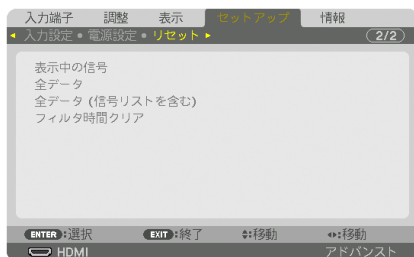 入力端子 調整 表示 セットアップ 情報
入力設定 電源設定 リセット 2/2
表示中の信号
全データ
全データ (信号リストを含む)
フィルタ時間クリア
ENTER:選択 EXIT:終了 :移動 :移動
HDMI アドバンスト